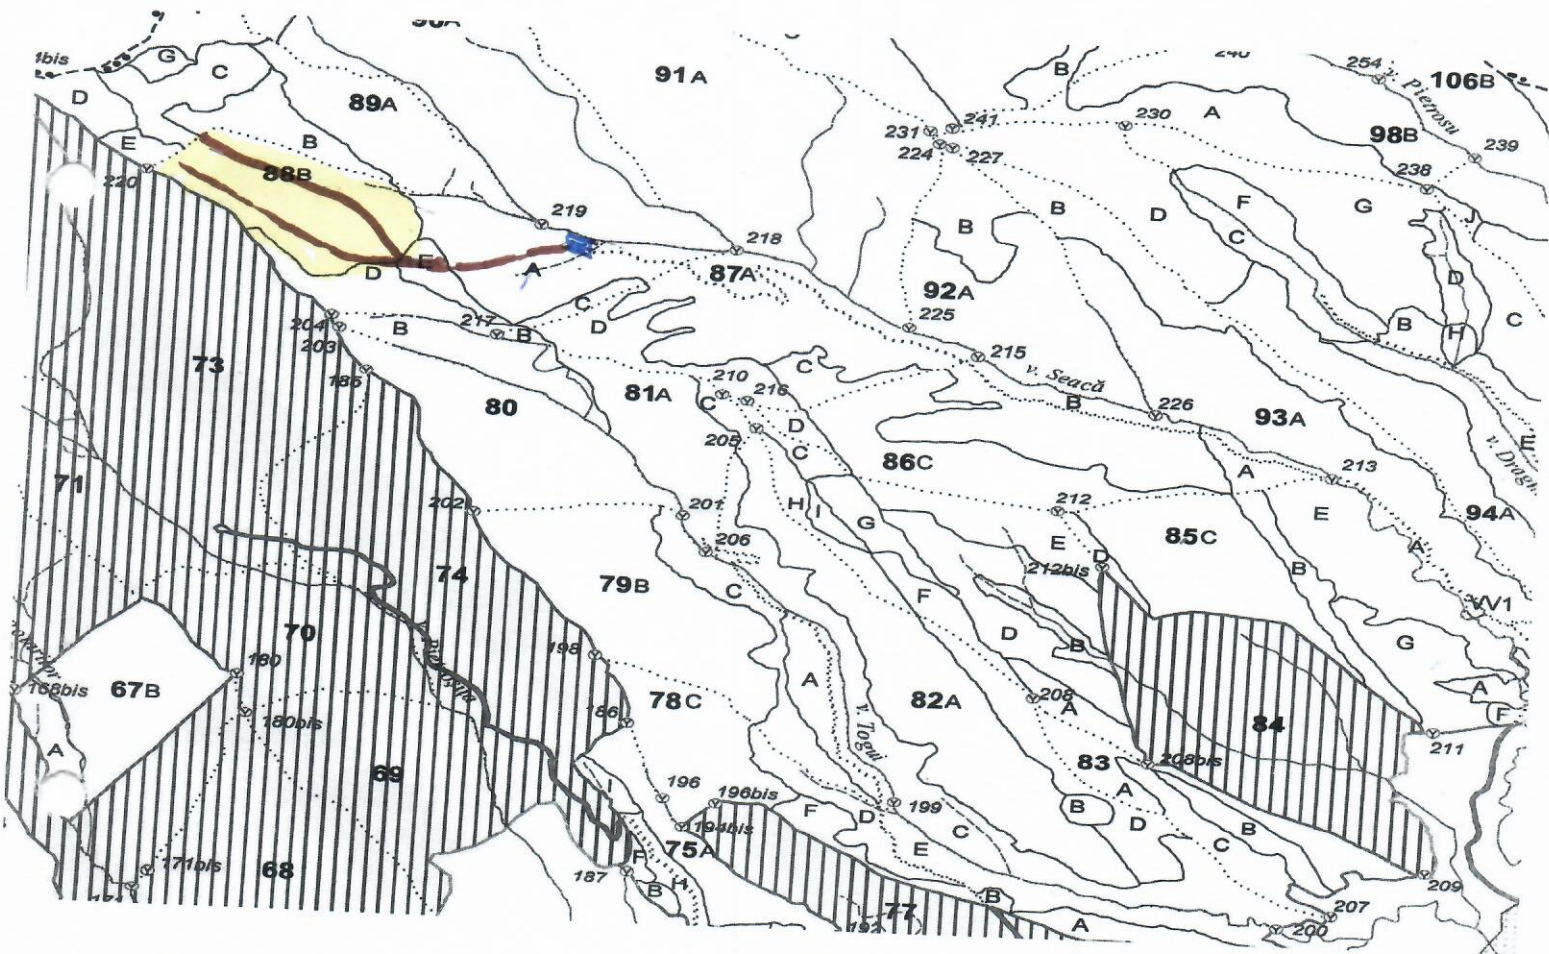 91A
240
254
v. Pietrosu
106B
1bis
G
C
B
D
89A
A
241
231
230
98B
239
E
B
224
227
238
220
88B
F
G
J
219
B
B
D
C
218
D
E
A
87A
D
92A
C
204
B
217
B
C
D
225
B
H
C
203
215
73
185
v. Seacă
C
80
81A
210
216
C
B
226
93A
205
D
E
C
86C
A
213
71
202
201
H
I
G
212
E
94A
85C
206
E
D
A
74
79B
212bis
B
C
F
VV1
70
D
B
G
198
180
168bis
67B
A
78C
82A
208
A
A
186
180bis
F
84
211
A
v. Togui
83
208bis
69
I
196
196bis
A
199
B
F
D
C
D
B
194bis
C
75A
E
171bis
68
F
187
H
B
209
B
77
207
192
A
200